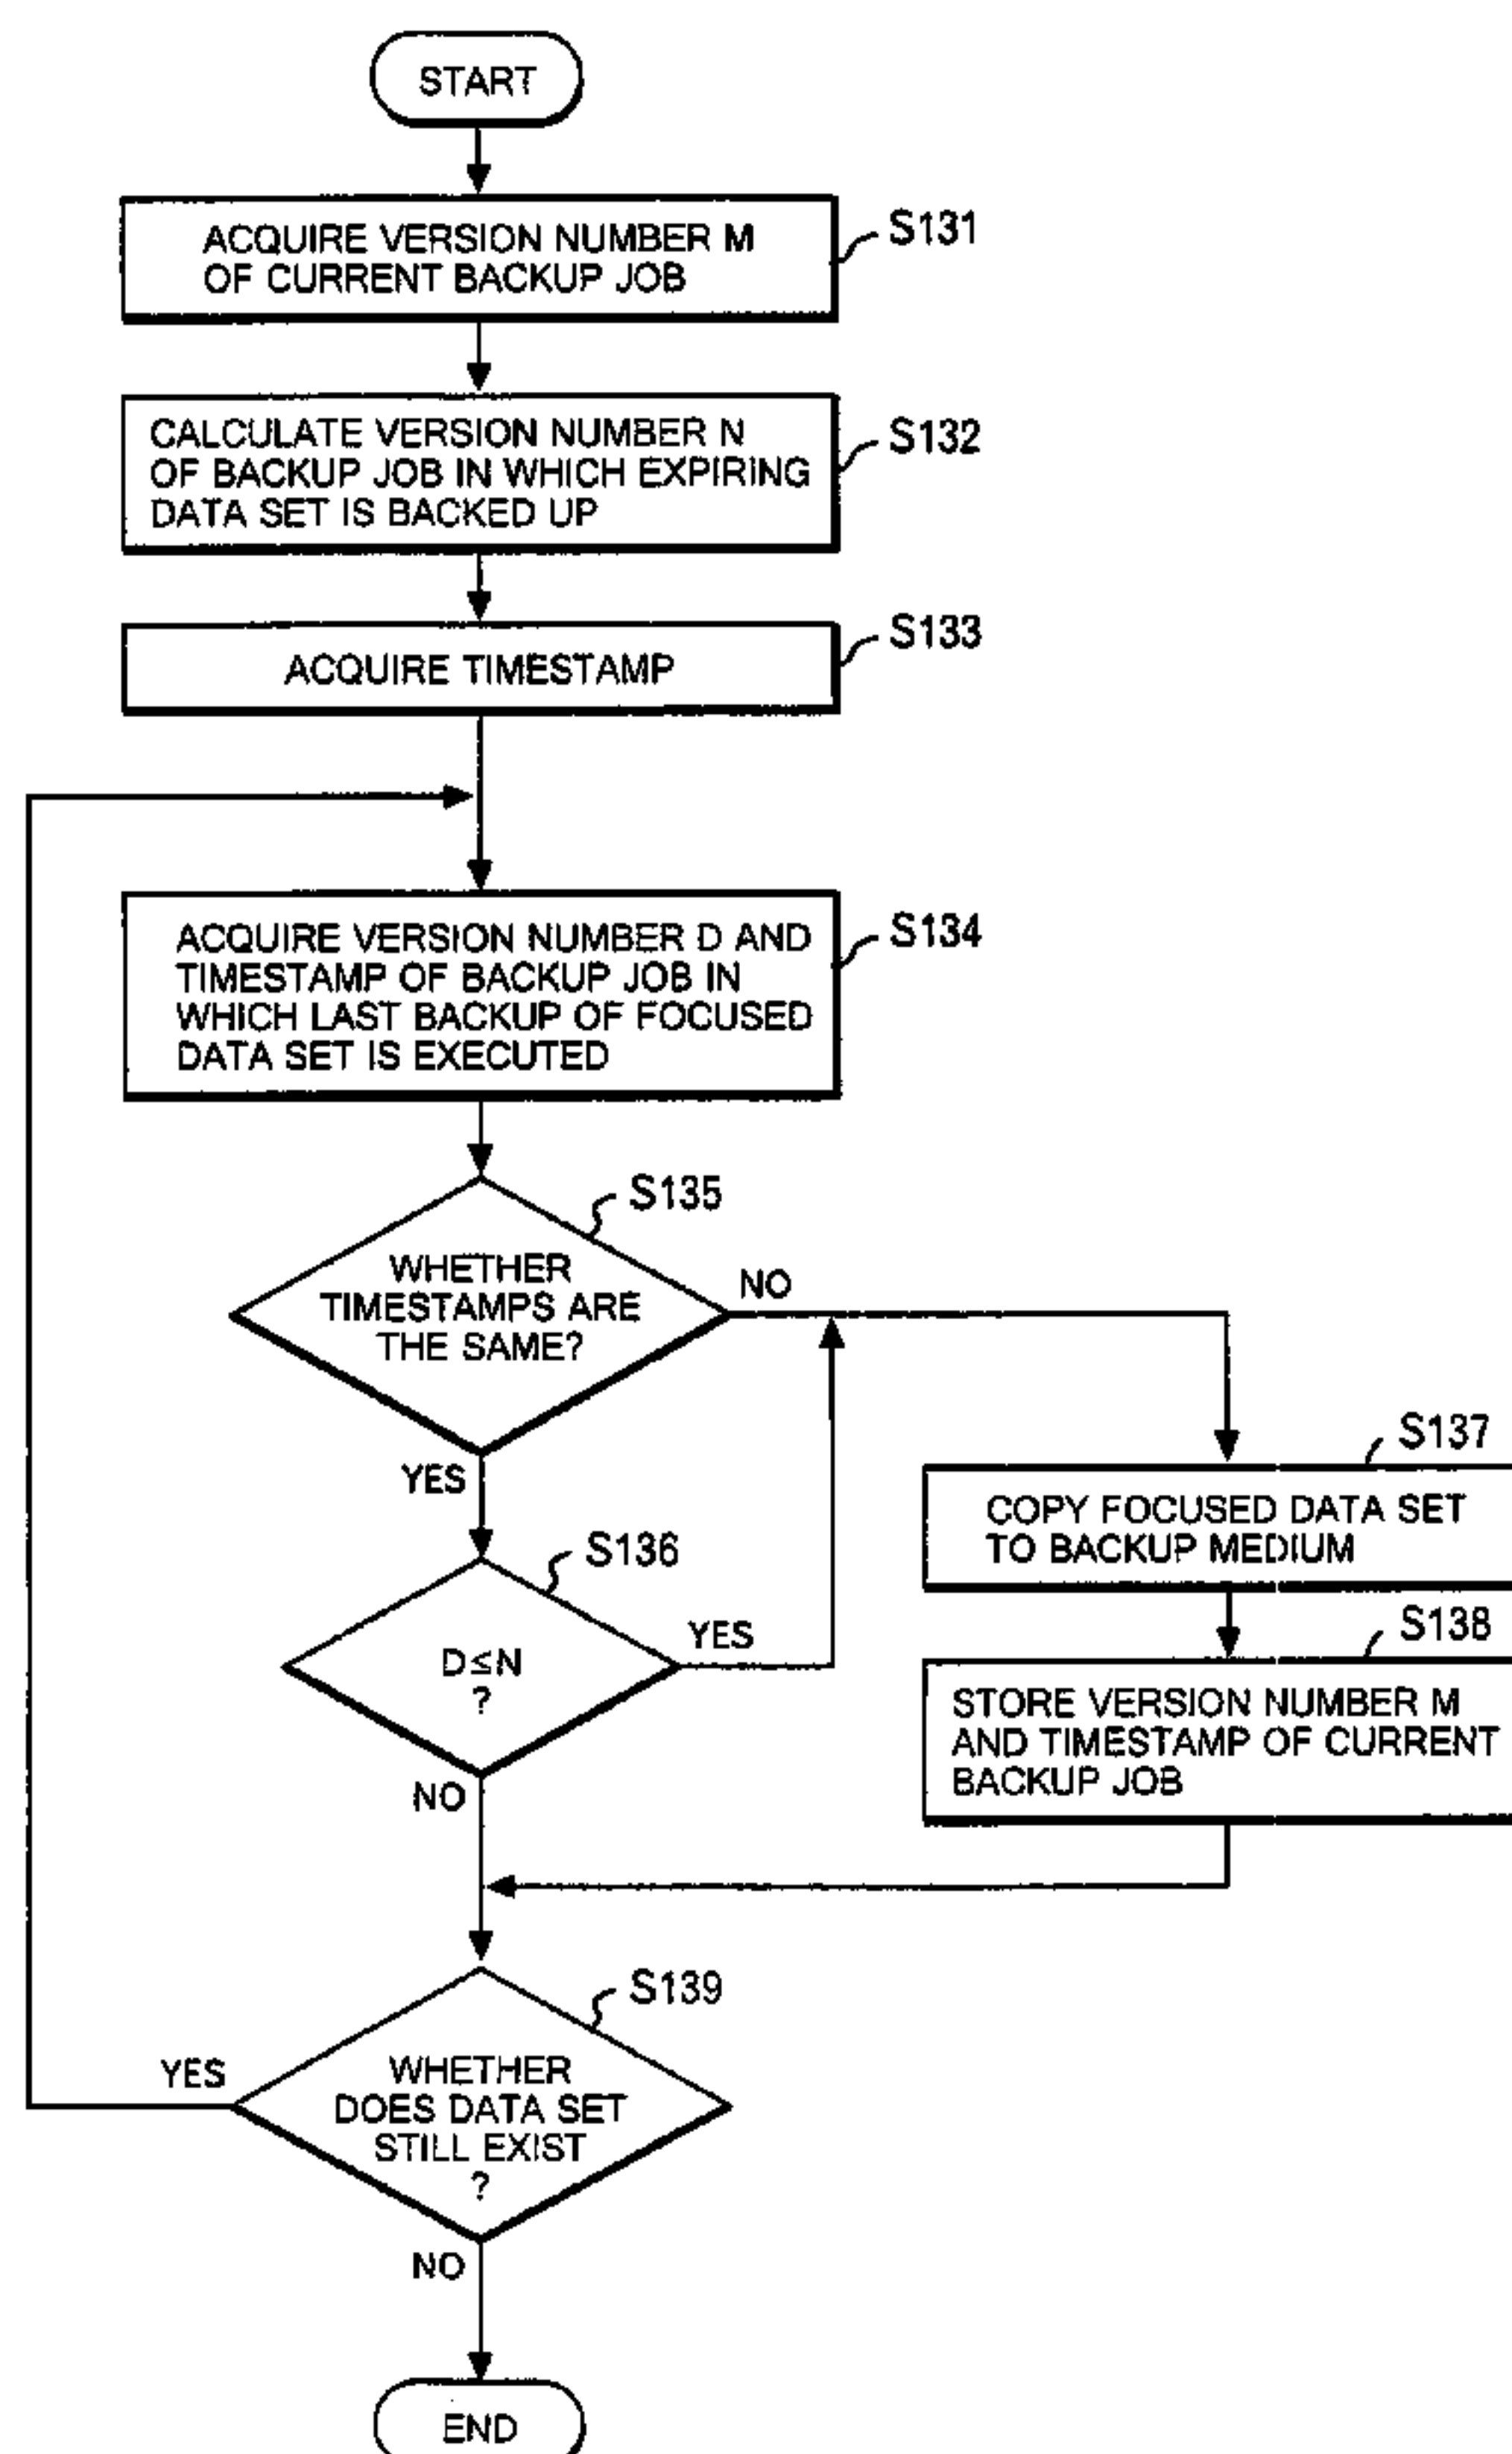 START
ACQUIRE VERSION NUMBER M
OF CURRENT BACKUP JOB
S131
CALCULATE VERSION NUMBER N
OF BACKUP JOB IN WHICH EXPIRING
DATA SET IS BACKED UP
S132
ACQUIRE TIMESTAMP
S133
ACQUIRE VERSION NUMBER D AND
TIMESTAMP OF BACKUP JOB IN
WHICH LAST BACKUP OF FOCUSED
DATA SET IS EXECUTED
S134
S135
WHETHER
TIMESTAMPS ARE
THE SAME?
NO
YES
S136
D≤N
?
YES
NO
S137
COPY FOCUSED DATA SET
TO BACKUP MEDIUM
S138
STORE VERSION NUMBER M
AND TIMESTAMP OF CURRENT
BACKUP JOB
S139
WHETHER
DOES DATA SET
STILL EXIST
?
YES
NO
END